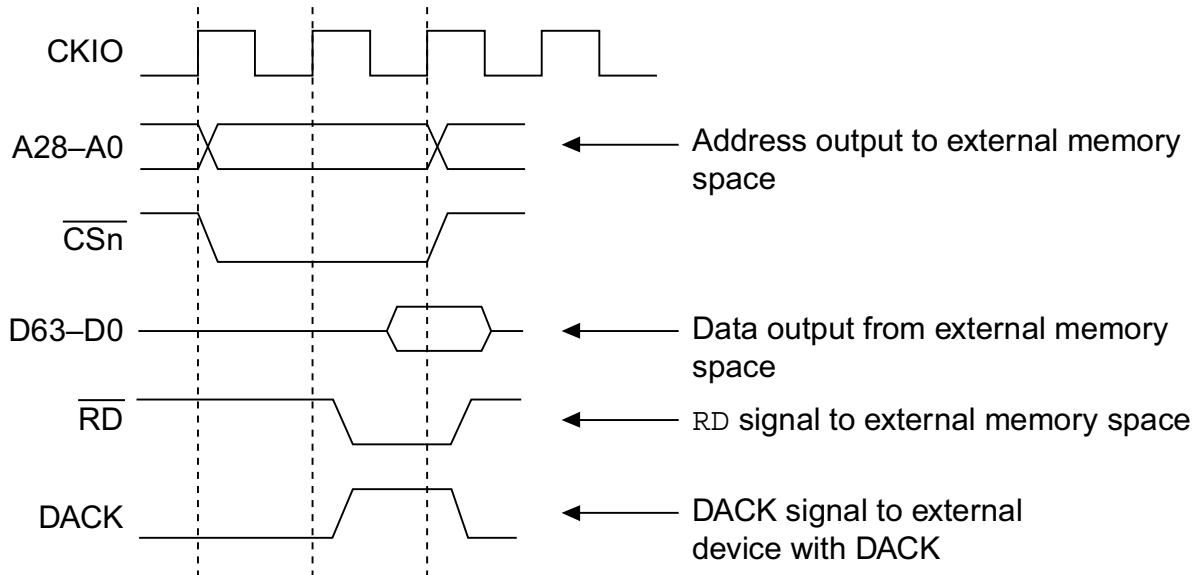 CKIO
A28–A0
Address output to external memory
space
CSn
D63–D0
Data output from external memory
space
RD
RD signal to external memory space
DACK
DACK signal to external
device with DACK